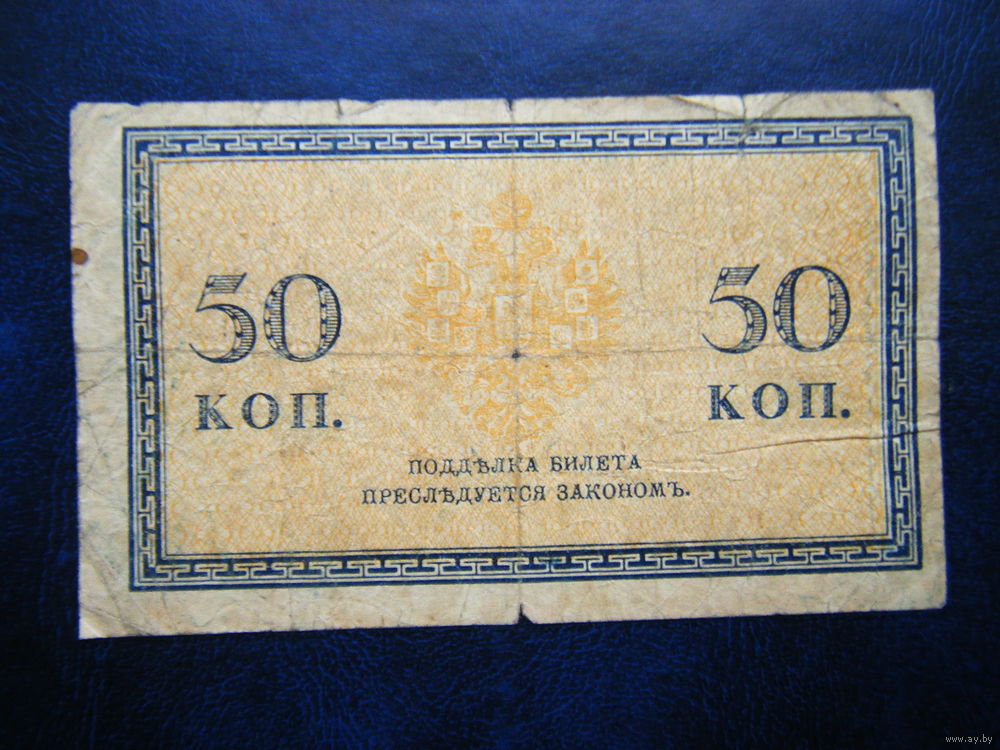 50 50
КОП. КОП.
ПОДДѢЛКА БИЛЕТА
ПРЕСЛѢДУЕТСЯ ЗАКОНОМЪ.
www.ay.by